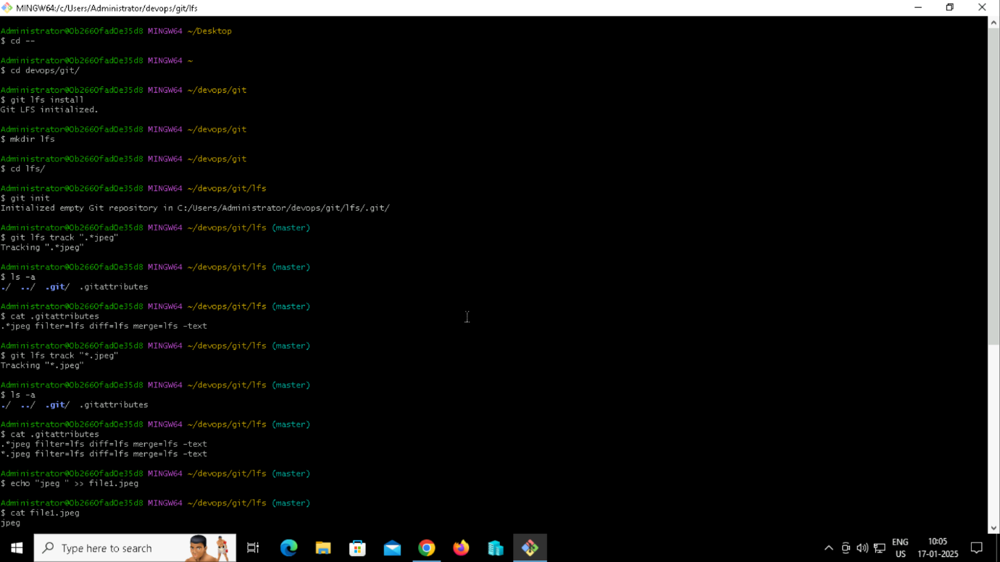 MINGW64:/c/Users/Administrator/devops/git/lfs
Administrator@0b2660fad0e35d8 MINGW64 ~/Desktop
$ cd --
Administrator@0b2660fad0e35d8 MINGW64 ~
$ cd devops/git/
Administrator@0b2660fad0e35d8 MINGW64 ~/devops/git
$ git lfs install
Git LFS initialized.
Administrator@0b2660fad0e35d8 MINGW64 ~/devops/git
$ mkdir lfs
Administrator@0b2660fad0e35d8 MINGW64 ~/devops/git
$ cd lfs/
Administrator@0b2660fad0e35d8 MINGW64 ~/devops/git/lfs
$ git init
Initialized empty Git repository in C:/Users/Administrator/devops/git/lfs/.git/
Administrator@0b2660fad0e35d8 MINGW64 ~/devops/git/lfs (master)
$ git lfs track ".*jpeg"
Tracking ".*jpeg"
Administrator@0b2660fad0e35d8 MINGW64 ~/devops/git/lfs (master)
$ ls -a
./ ../ .git/ .gitattributes
Administrator@0b2660fad0e35d8 MINGW64 ~/devops/git/lfs (master)
$ cat .gitattributes
.*jpeg filter=lfs diff=lfs merge=lfs -text
Administrator@0b2660fad0e35d8 MINGW64 ~/devops/git/lfs (master)
$ git lfs track "*.jpeg"
Tracking "*.jpeg"
Administrator@0b2660fad0e35d8 MINGW64 ~/devops/git/lfs (master)
$ ls -a
./ ../ .git/ .gitattributes
Administrator@0b2660fad0e35d8 MINGW64 ~/devops/git/lfs (master)
$ cat .gitattributes
.*jpeg filter=lfs diff=lfs merge=lfs -text
*.jpeg filter=lfs diff=lfs merge=lfs -text
Administrator@0b2660fad0e35d8 MINGW64 ~/devops/git/lfs (master)
$ echo "jpeg " >> file1.jpeg
Administrator@0b2660fad0e35d8 MINGW64 ~/devops/git/lfs (master)
$ cat file1.jpeg
jpeg
Type here to search
ENG
US
10:05
17-01-2025